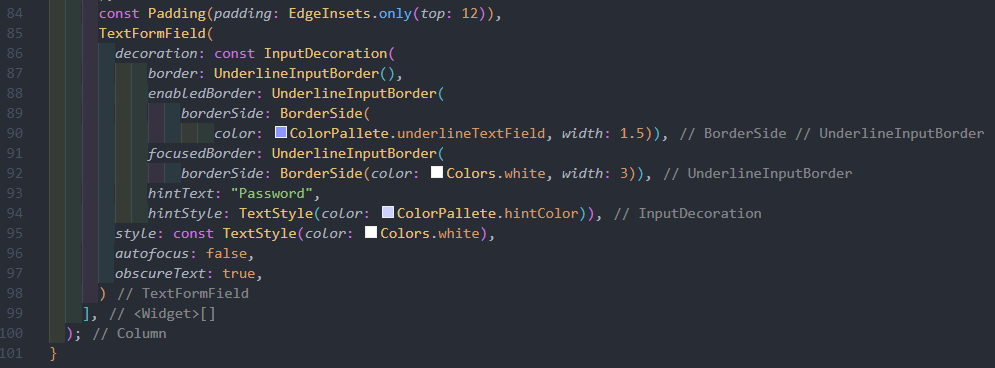 84 const Padding(padding: EdgeInsets.only(top: 12)),
85 TextFormField(
86 decoration: const InputDecoration(
87 border: UnderlineInputBorder(),
88 enabledBorder: UnderlineInputBorder(
89 borderSide: BorderSide(
90 color: ColorPallete.underlineTextField, width: 1.5)), // BorderSide // UnderlineInputBorder
91 focusedBorder: UnderlineInputBorder(
92 borderSide: BorderSide(color: Colors.white, width: 3)), // UnderlineInputBorder
93 hintText: "Password",
94 hintStyle: TextStyle(color: ColorPallete.hintColor)), // InputDecoration
95 style: const TextStyle(color: Colors.white),
96 autofocus: false,
97 obscureText: true,
98 ) // TextFormField
99 ], // <Widget>[]
100 ); // Column
101 }